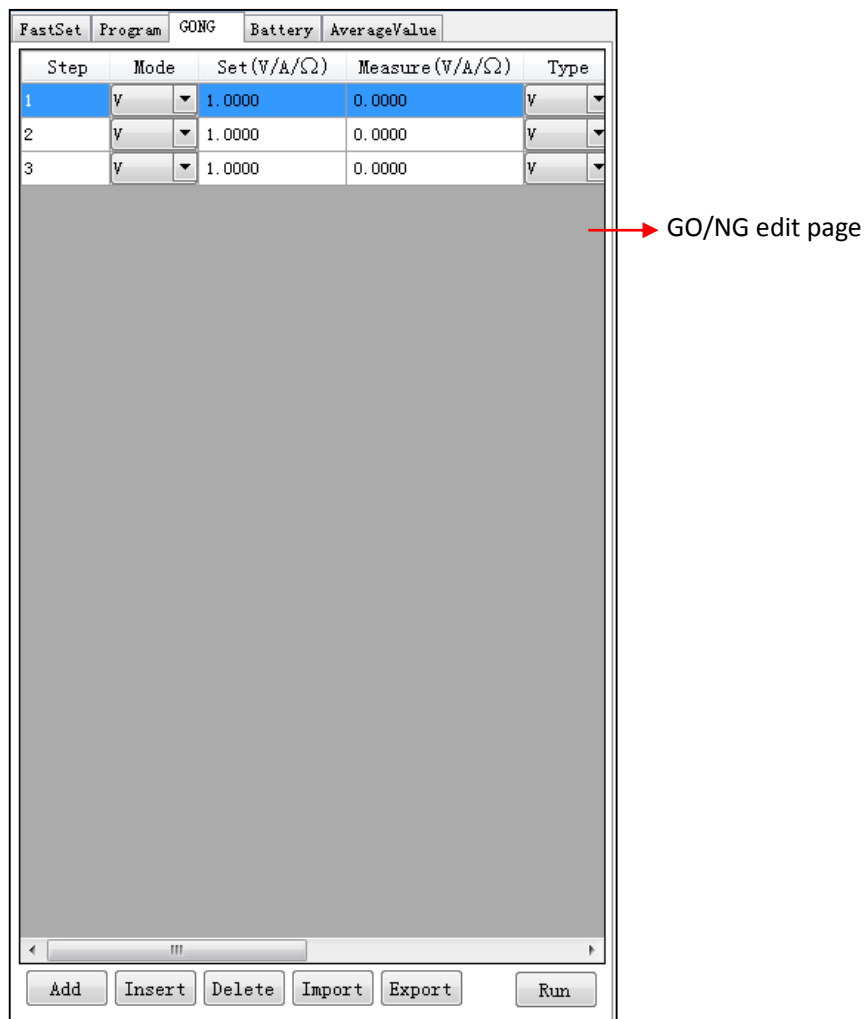 FastSet Program GONG Battery AverageValue
Step Mode Set(V/A/Ω) Measure(V/A/Ω) Type
1 V 1.0000 0.0000 V
2 V 1.0000 0.0000 V
3 V 1.0000 0.0000 V
GO/NG edit page
Add Insert Delete Import Export Run